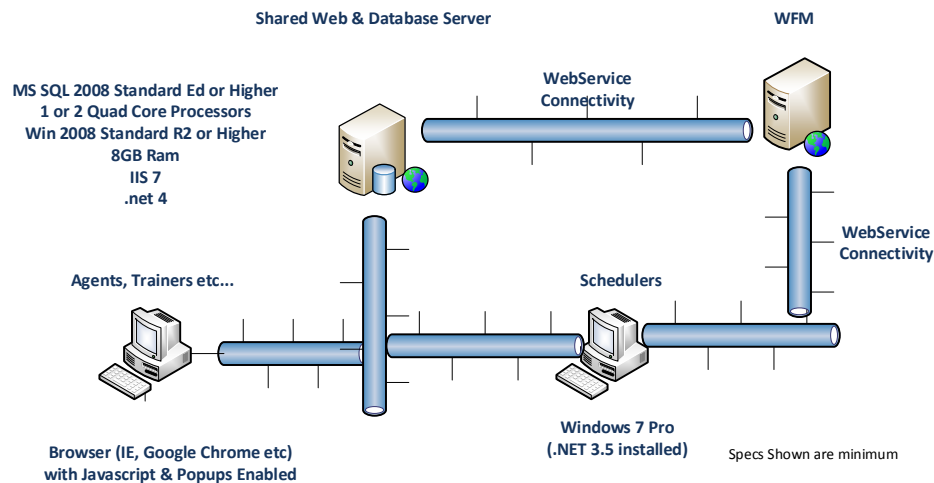 Shared Web & Database Server
WFM
MS SQL 2008 Standard Ed or Higher
1 or 2 Quad Core Processors
Win 2008 Standard R2 or Higher
8GB Ram
IIS 7
.net 4
WebService
Connectivity
WebService
Connectivity
Agents, Trainers etc...
Schedulers
Windows 7 Pro
(.NET 3.5 installed)
Browser (IE, Google Chrome etc)
with Javascript & Popups Enabled
Specs Shown are minimum